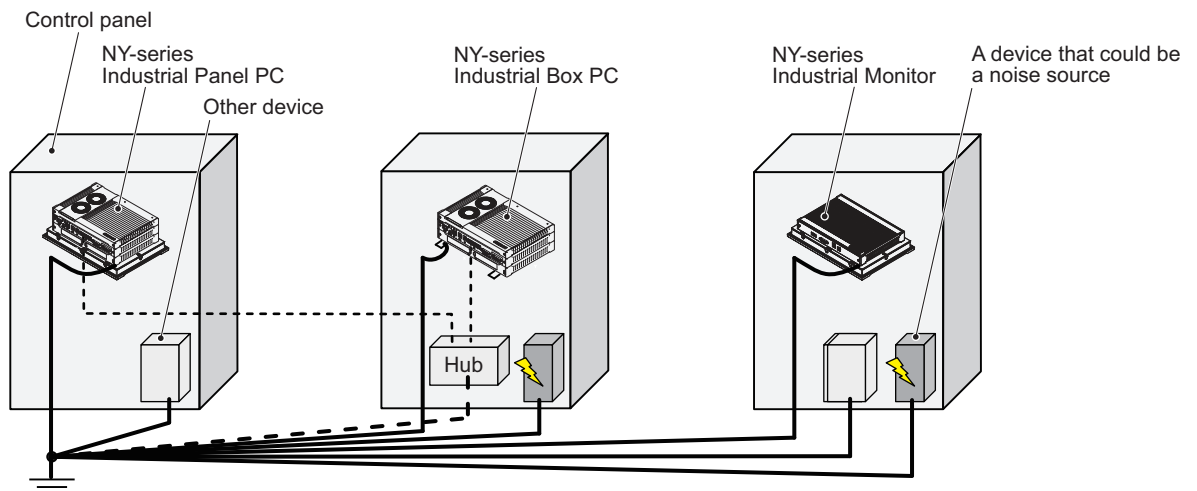 Control panel
NY-series
Industrial Panel PC
Other device
NY-series
Industrial Box PC
NY-series
Industrial Monitor
A device that could be
a noise source
Hub